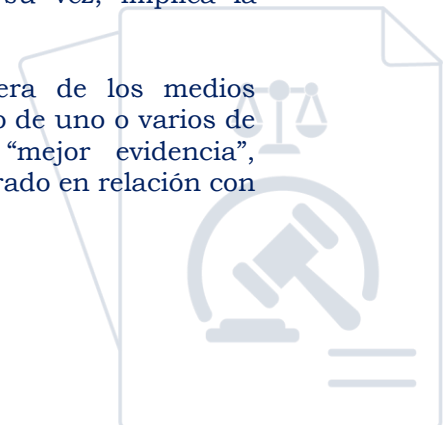 su vez, implica la
era de los medios
o de uno o varios de
“mejor evidencia”,
rado en relación con